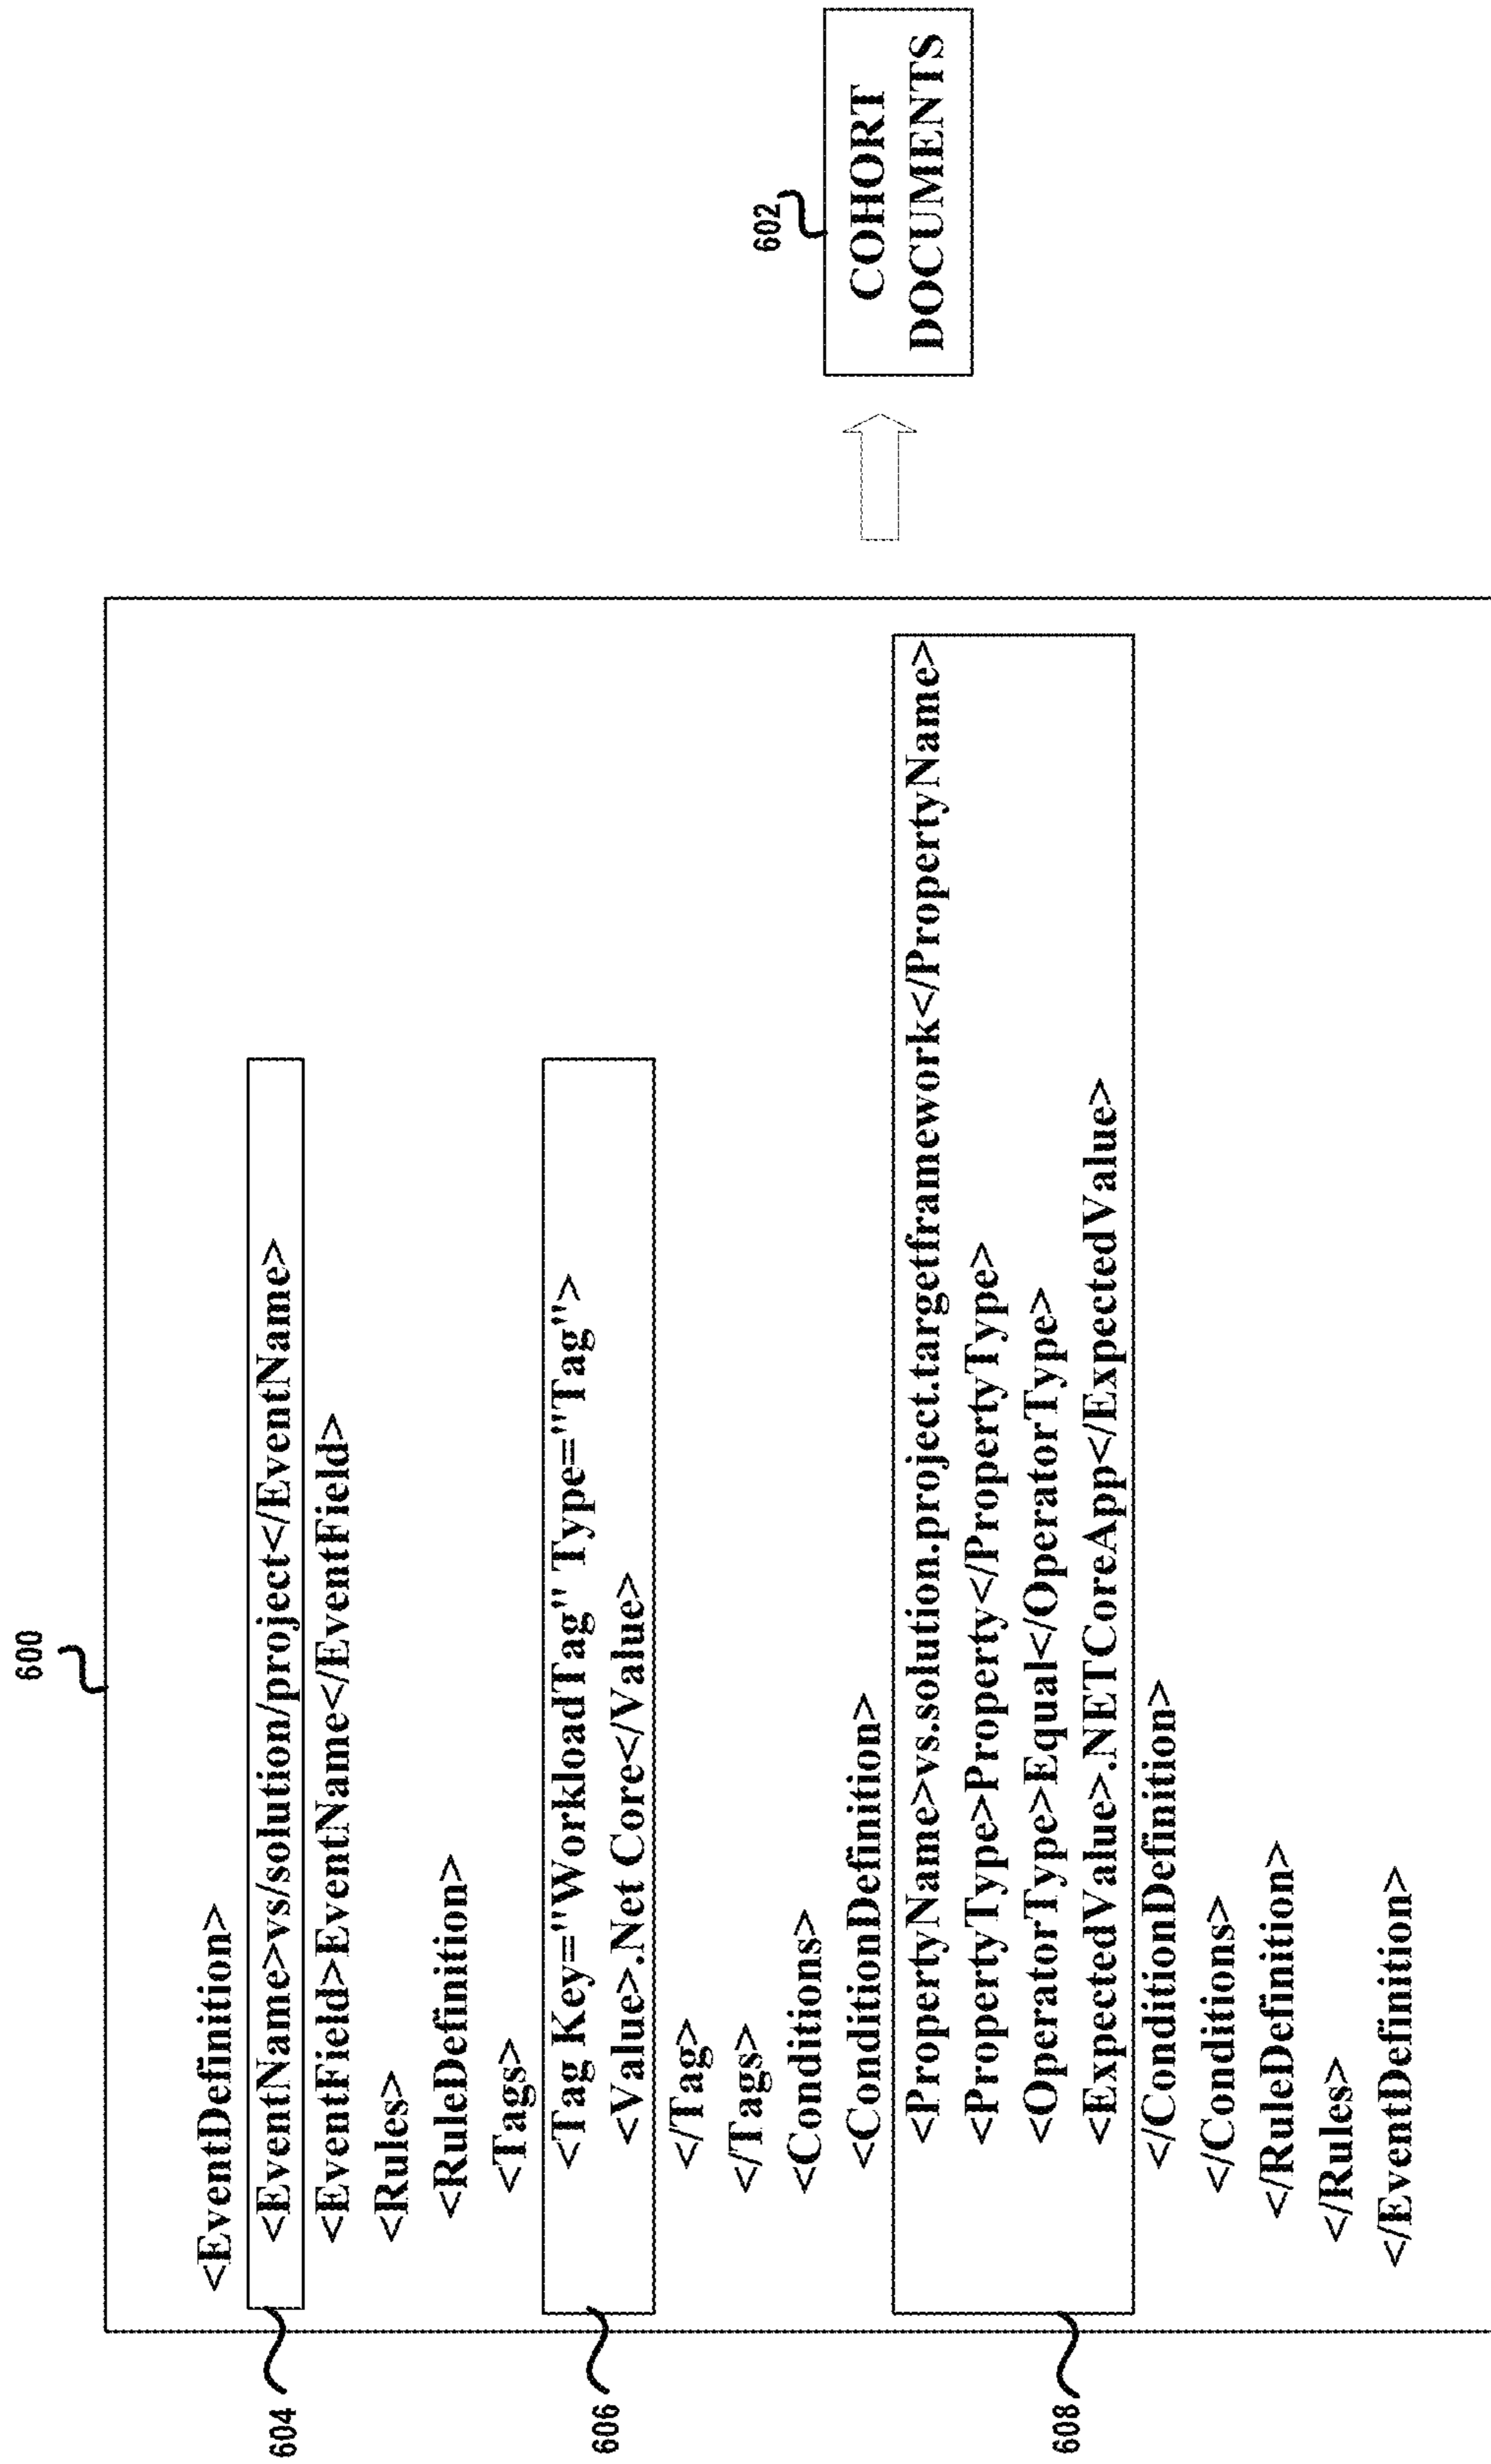 600
<EventDefinition>
604
<EventName>vs/solution/project</EventName>
<EventField>EventName</EventField>
<Rules>
<RuleDefinition>
<Tags>
606
<Tag Key="WorkloadTag" Type="Tag">
<Value>.Net Core</Value>
</Tag>
</Tags>
<Conditions>
<ConditionDefinition>
608
<PropertyName>vs.solution.project.targetframework</PropertyName>
<PropertyType>Property</PropertyType>
<OperatorType>Equal</OperatorType>
<ExpectedValue>.NETCoreApp</ExpectedValue>
</ConditionDefinition>
</Conditions>
</RuleDefinition>
</Rules>
</EventDefinition>
602
COHORT
DOCUMENTS